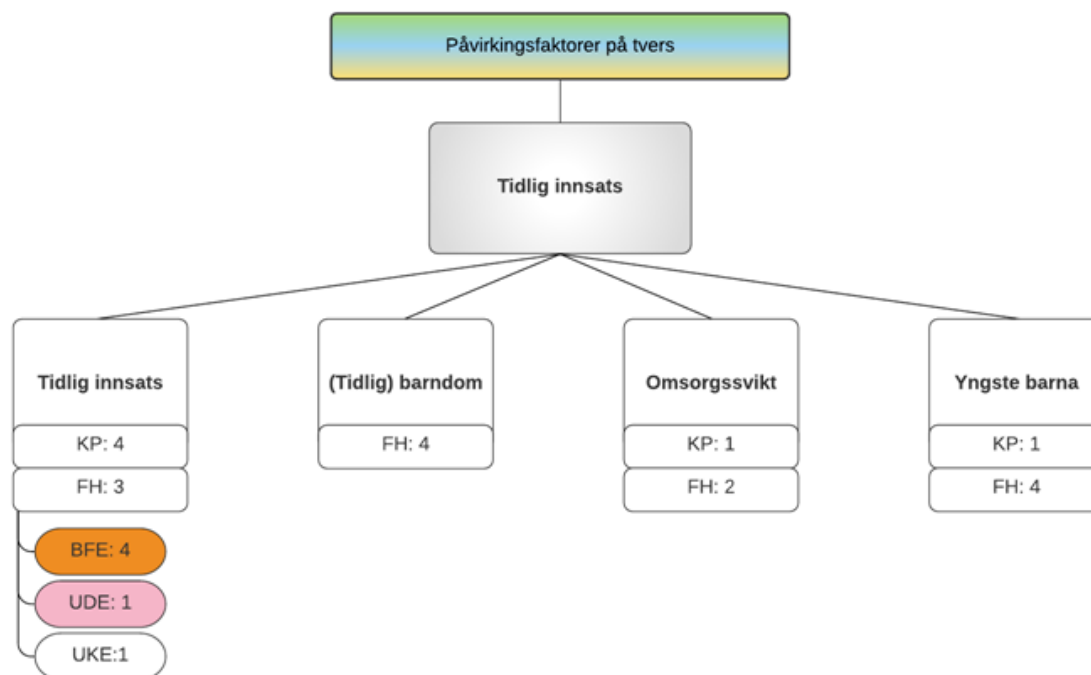 Påvirkingsfaktorer på tvers
Tidlig innsats
Tidlig innsats
KP: 4
FH: 3
BFE: 4
UDE: 1
UKE:1
(Tidlig) barndom
FH: 4
Omsorgssvikt
KP: 1
FH: 2
Yngste barna
KP: 1
FH: 4